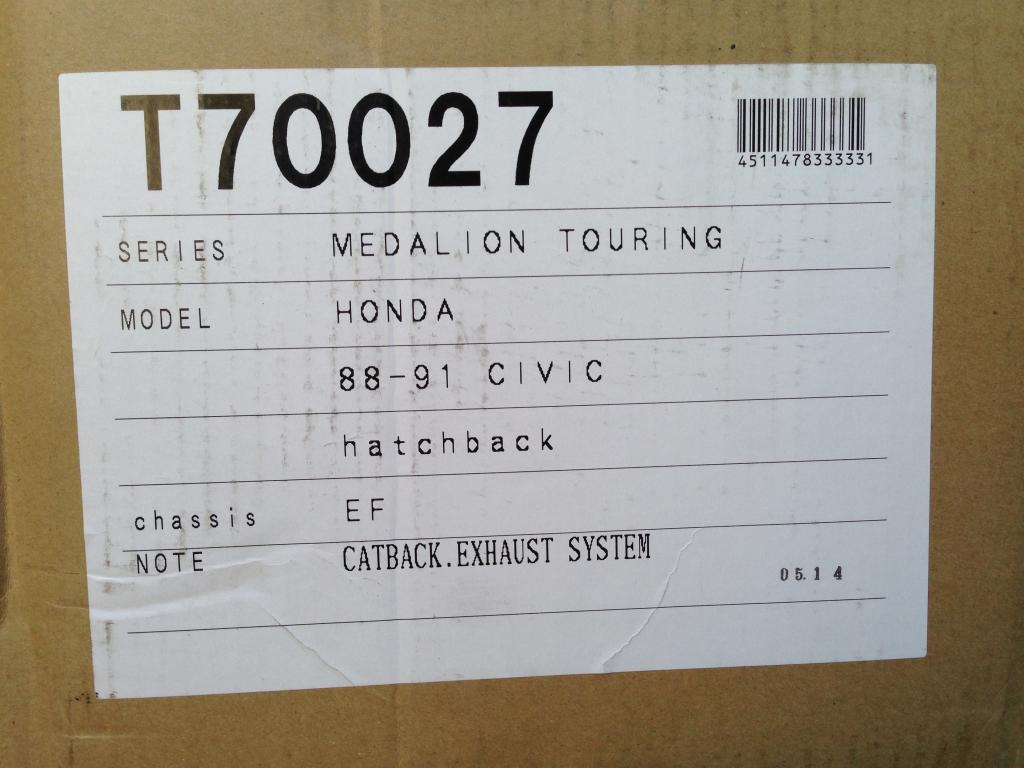 T70027
4511478333331
SERIES MEDALION TOURING
MODEL HONDA
88-91 CIVIC
hatchback
chassis EF
NOTE CATBACK.EXHAUST SYSTEM
05.14